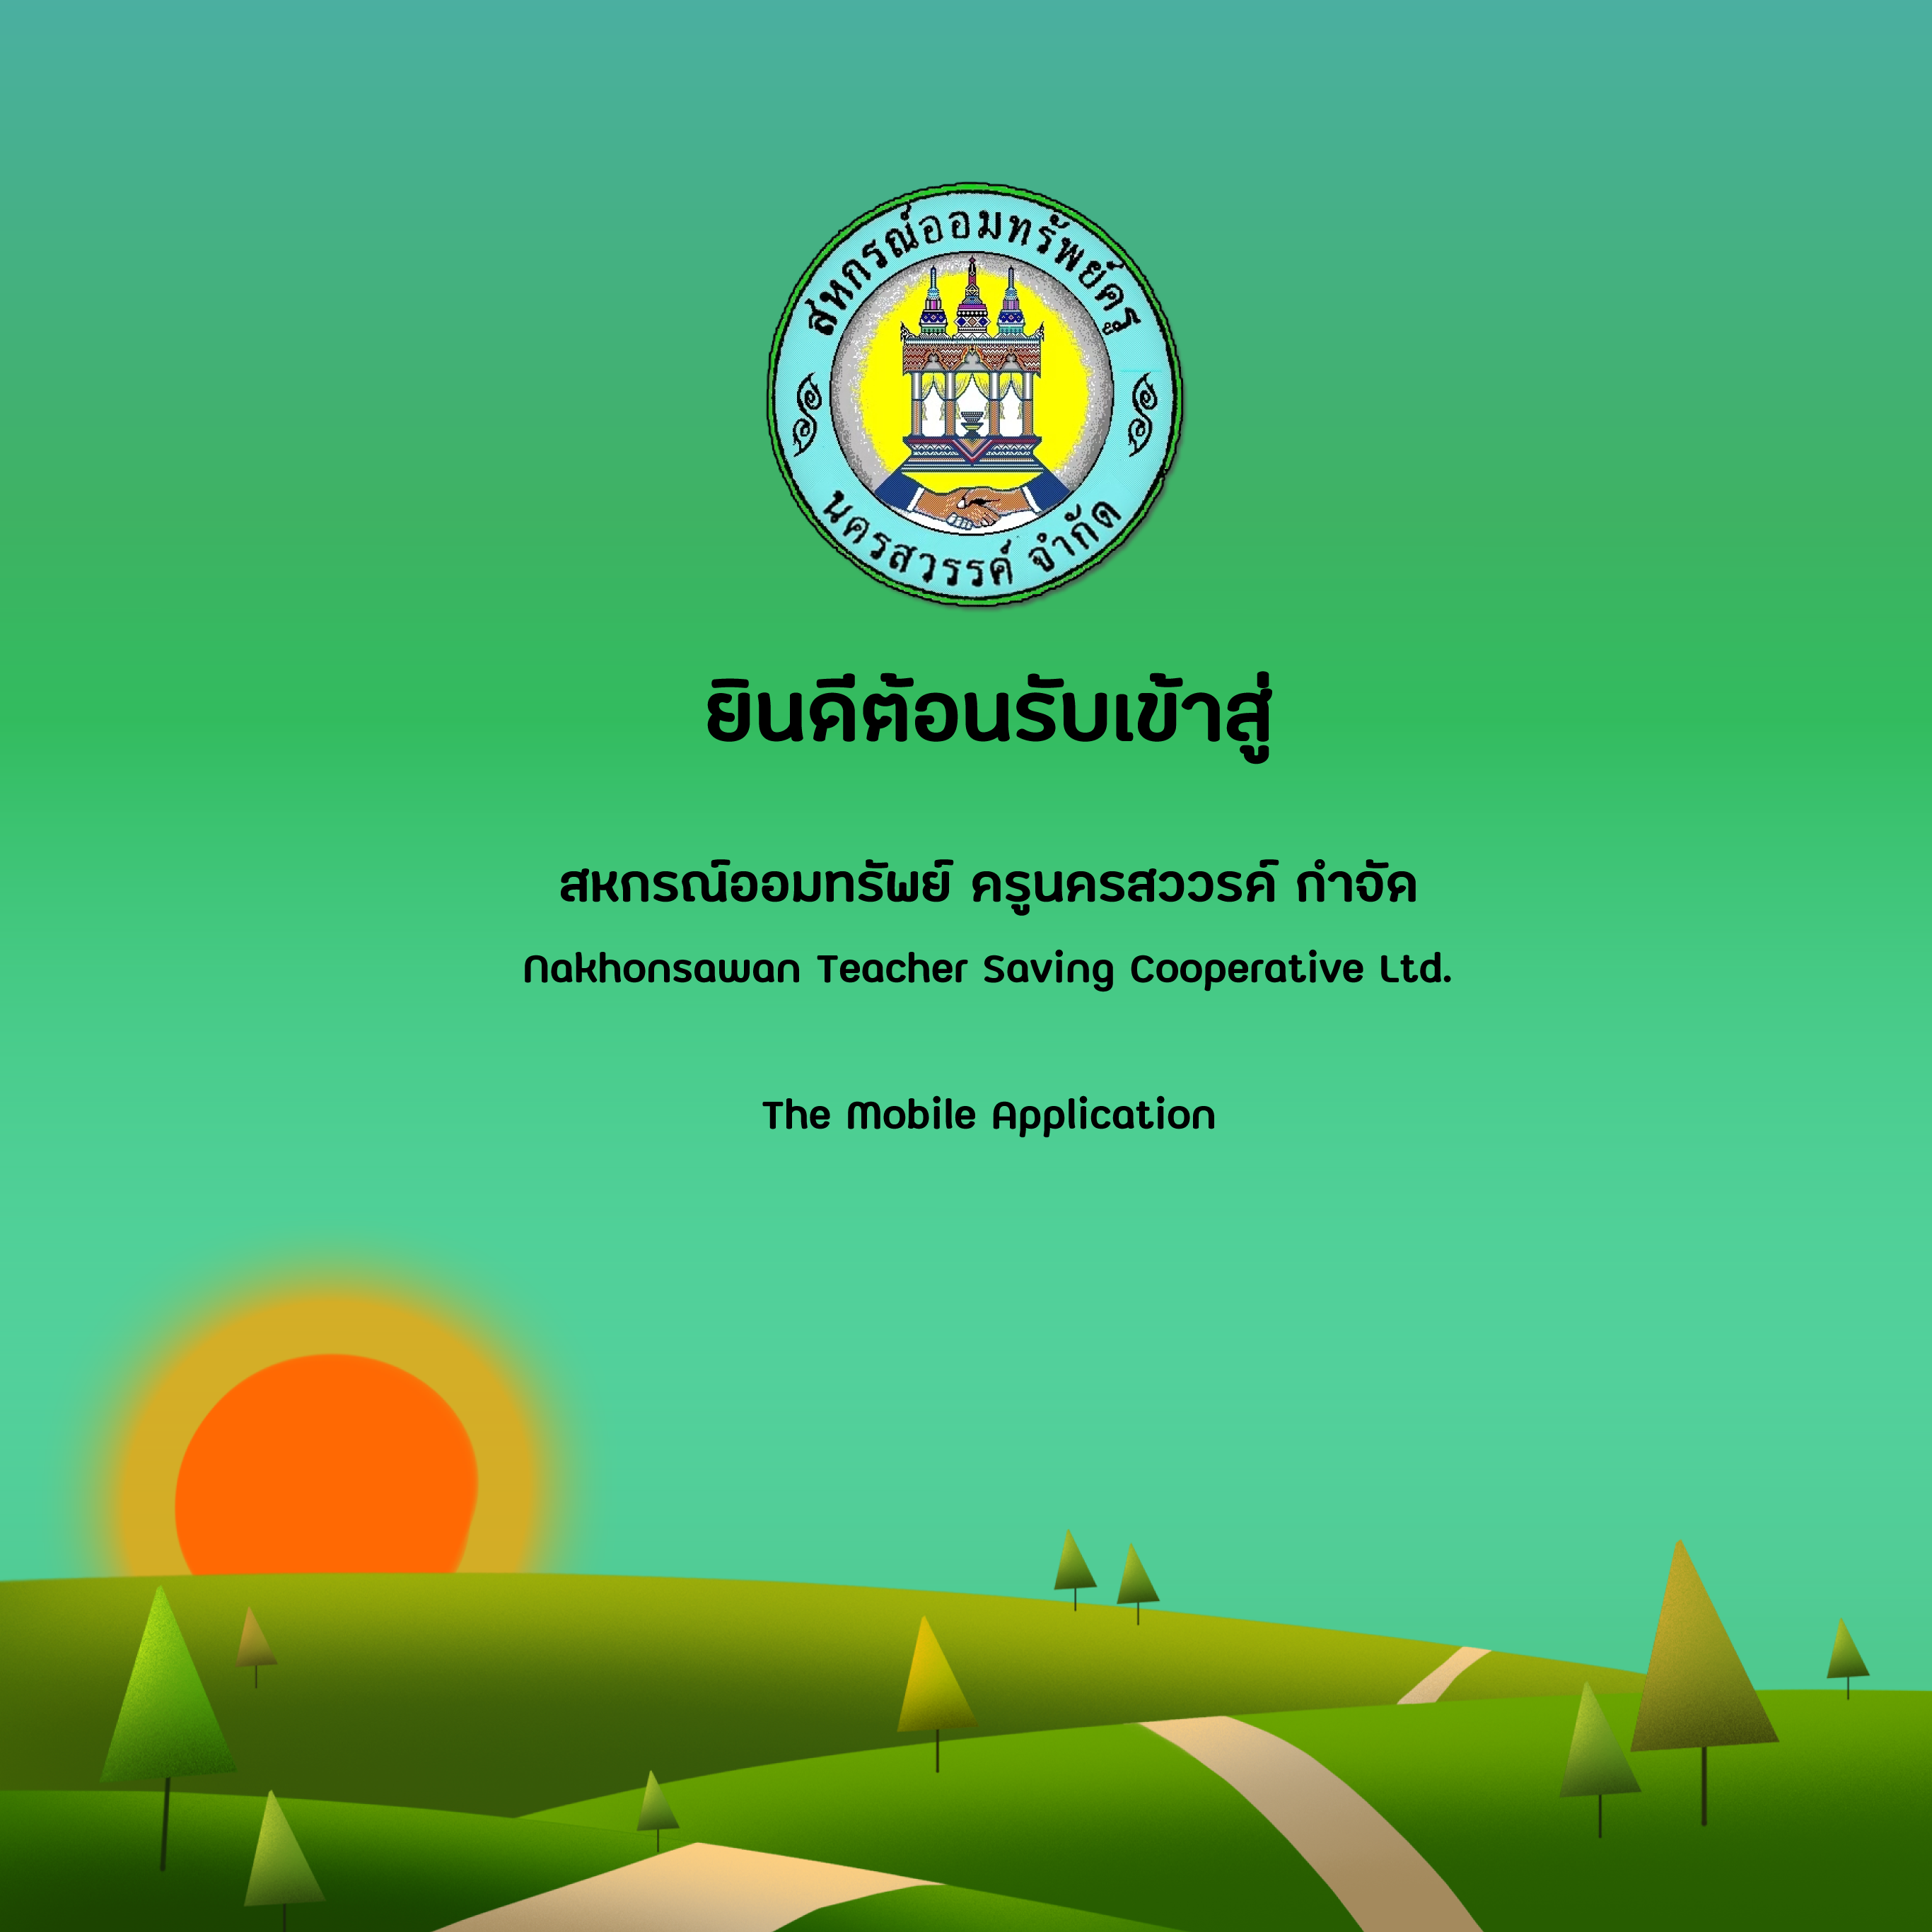 สหกรณ์ออมทรัพย์ครู
นครสวรรค์ จำกัด
ยินดีต้อนรับเข้าสู่
สหกรณ์ออมทรัพย์ ครูนครสววรค์ กำจัด
Nakhonsawan Teacher Saving Cooperative Ltd.
The Mobile Application